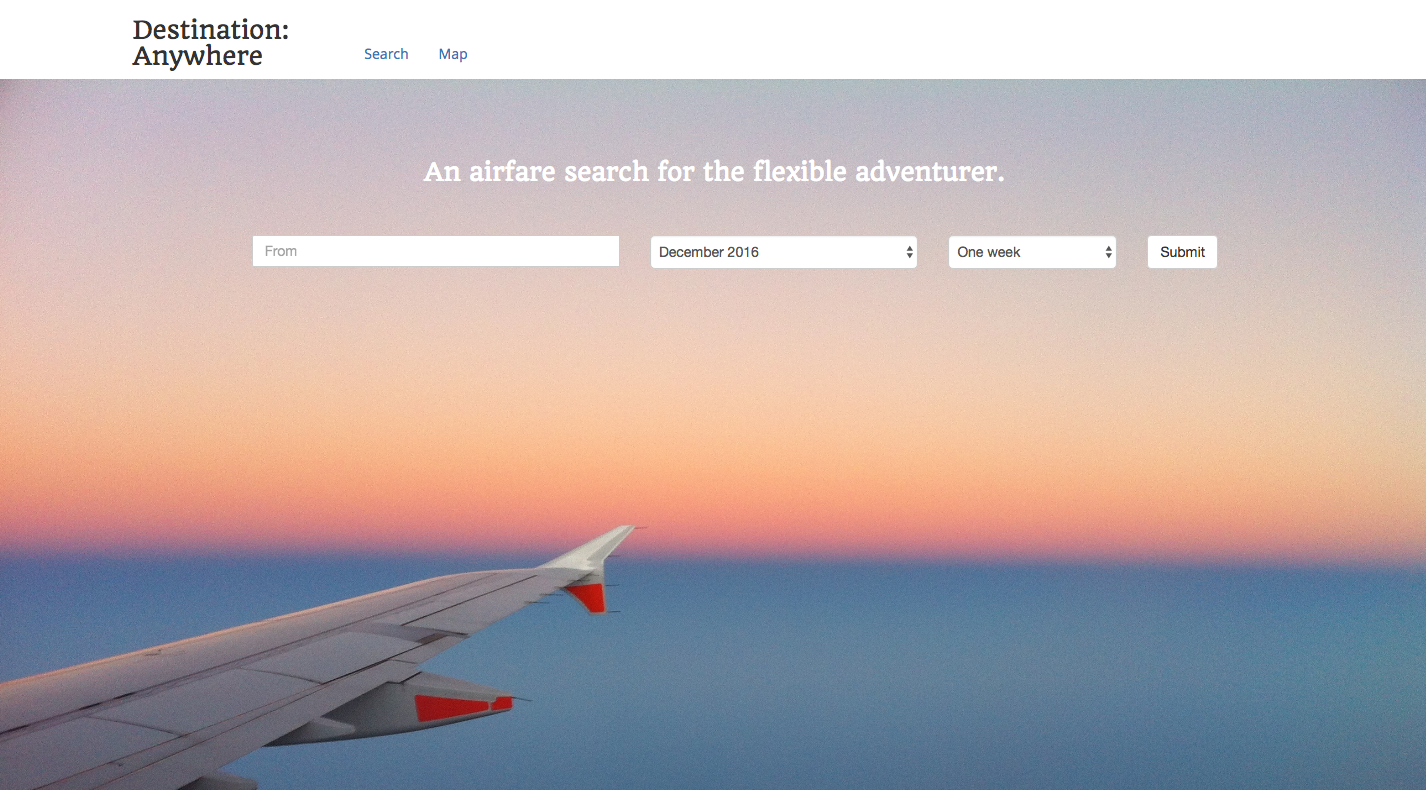 Destination:
Anywhere
Search Map
An airfare search for the flexible adventurer.
From December 2016 One week Submit